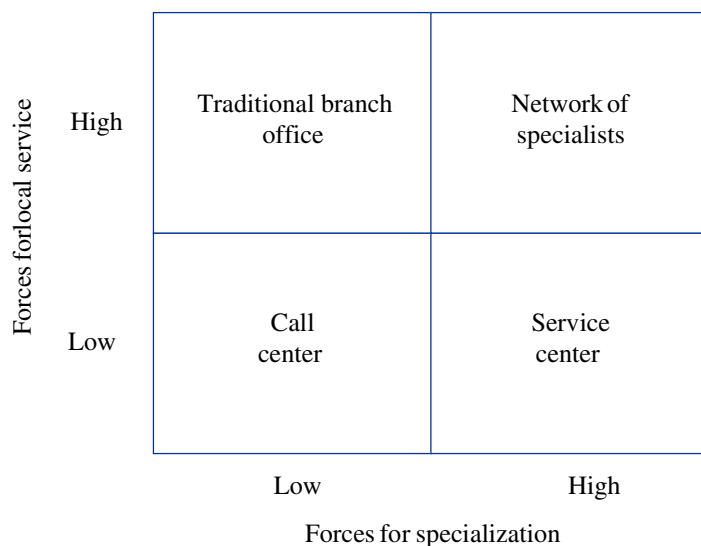 Forces forlocal service
High
Traditional branch
office
Network of
specialists
Low
Call
center
Service
center
Low
High
Forces for specialization